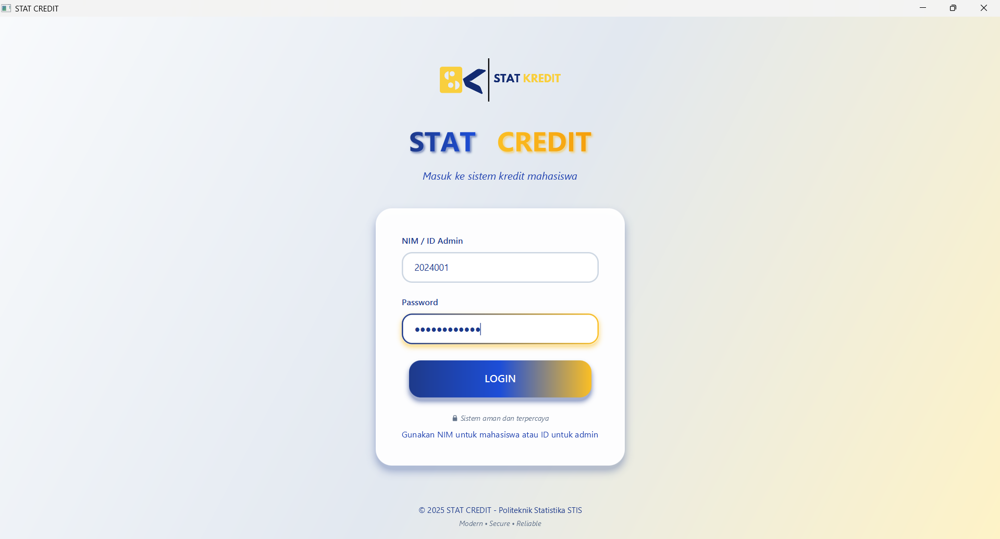 STAT CREDIT
STAT KREDIT
STAT CREDIT
Masuk ke sistem kredit mahasiswa
NIM / ID Admin
2024001
Password
••••••••••••
LOGIN
Sistem aman dan terpercaya
Gunakan NIM untuk mahasiswa atau ID untuk admin
© 2025 STAT CREDIT - Politeknik Statistika STIS
Modern • Secure • Reliable